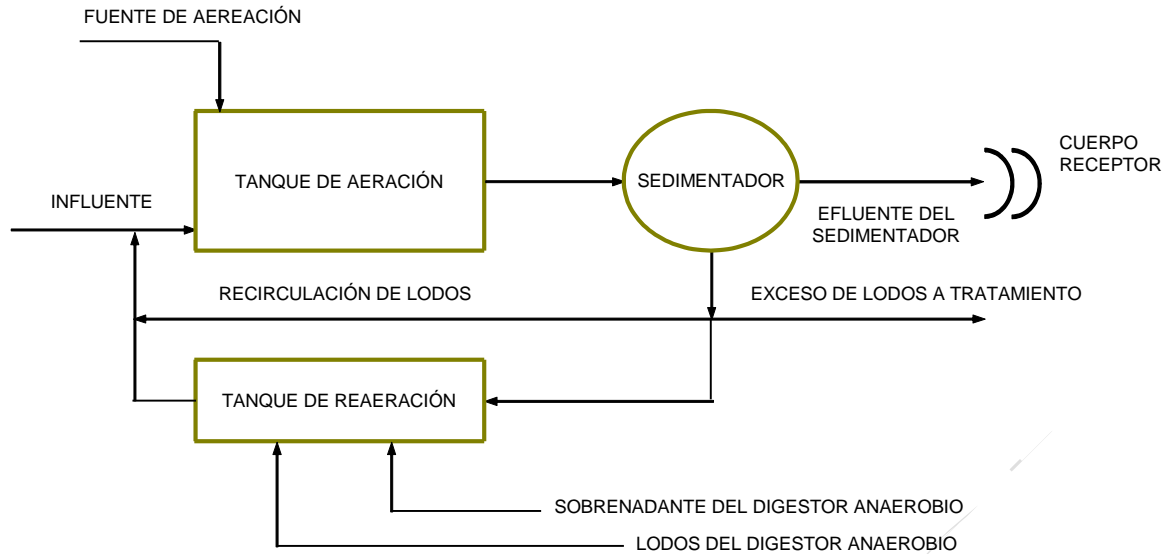 FUENTE DE AEREACIÓN
TANQUE DE AERACIÓN
SEDIMENTADOR
CUERPO
RECEPTOR
INFLUENTE
EFLUENTE DEL
SEDIMENTADOR
RECIRCULACIÓN DE LODOS
EXCESO DE LODOS A TRATAMIENTO
TANQUE DE REAERACIÓN
SOBRENADANTE DEL DIGESTOR ANAEROBIO
LODOS DEL DIGESTOR ANAEROBIO